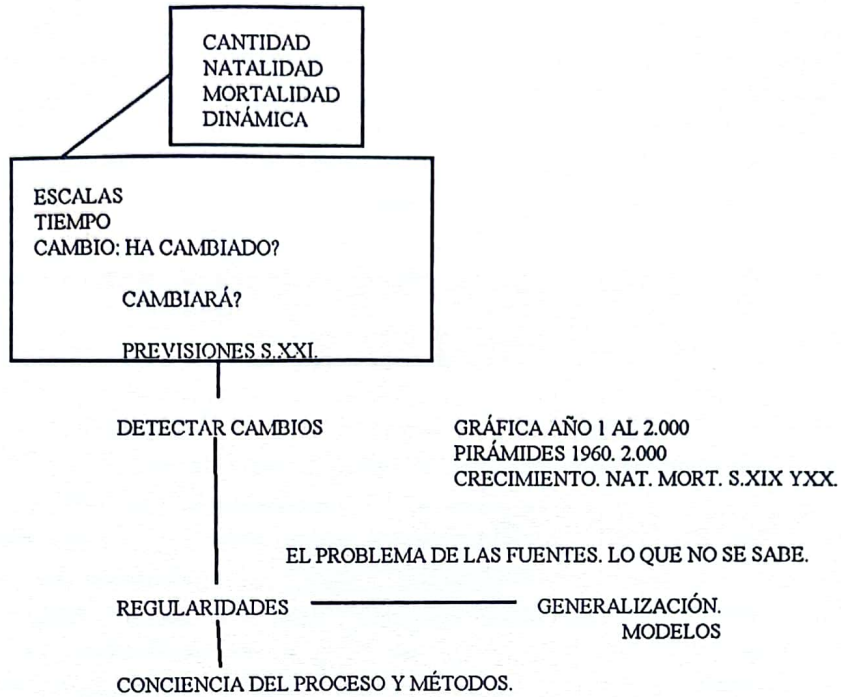 CANTIDAD
NATALIDAD
MORTALIDAD
DINÁMICA
ESCALAS
TIEMPO
CAMBIO: HA CAMBIADO?
CAMBIARÁ?
PREVISIONES S.XXI.
DETECTAR CAMBIOS
GRÁFICA AÑO 1 AL 2.000
PIRÁMIDES 1960. 2.000
CRECIMIENTO. NAT. MORT. S.XIX YXX.
EL PROBLEMA DE LAS FUENTES. LO QUE NO SE SABE.
REGULARIDADES
GENERALIZACIÓN.
MODELOS
CONCIENCIA DEL PROCESO Y MÉTODOS.